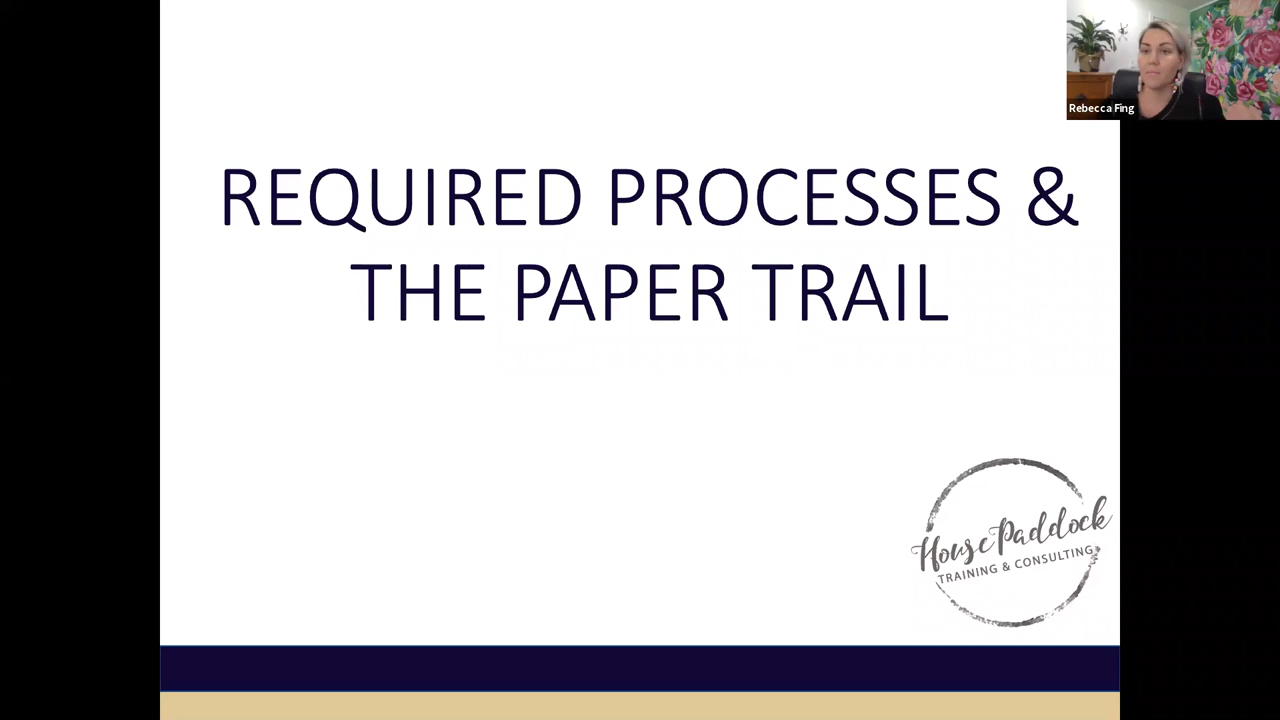 Rebecca Fing
REQUIRED PROCESSES &
THE PAPER TRAIL
House Paddock
TRAINING & CONSULTING